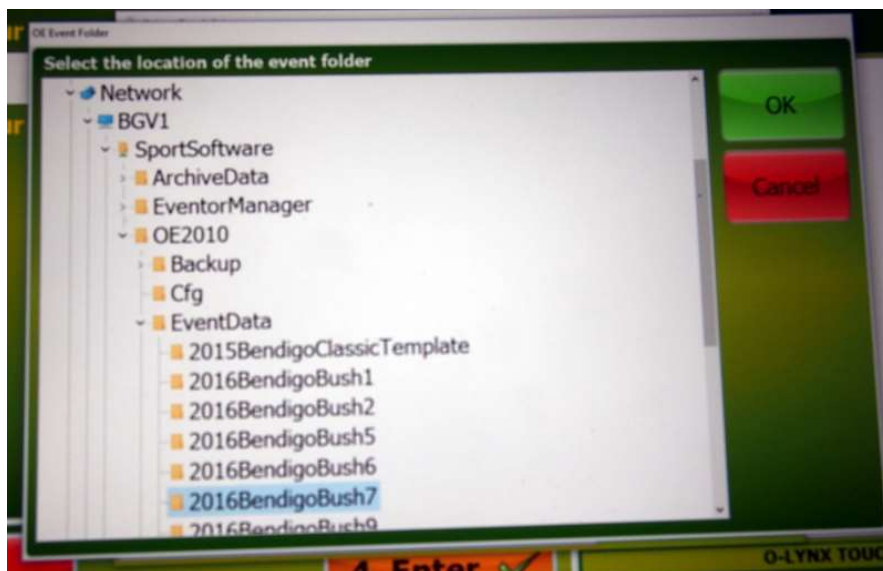 OE Event Folder
Select the location of the event folder
Network
BGV1
SportSoftware
ArchiveData
EventorManager
OE2010
Backup
Cfg
EventData
2015BendigoClassicTemplate
2016BendigoBush1
2016BendigoBush2
2016BendigoBush5
2016BendigoBush6
2016BendigoBush7
2016BendigoBush9
OK
Cancel
4. Enter
O-LYNX TOUC